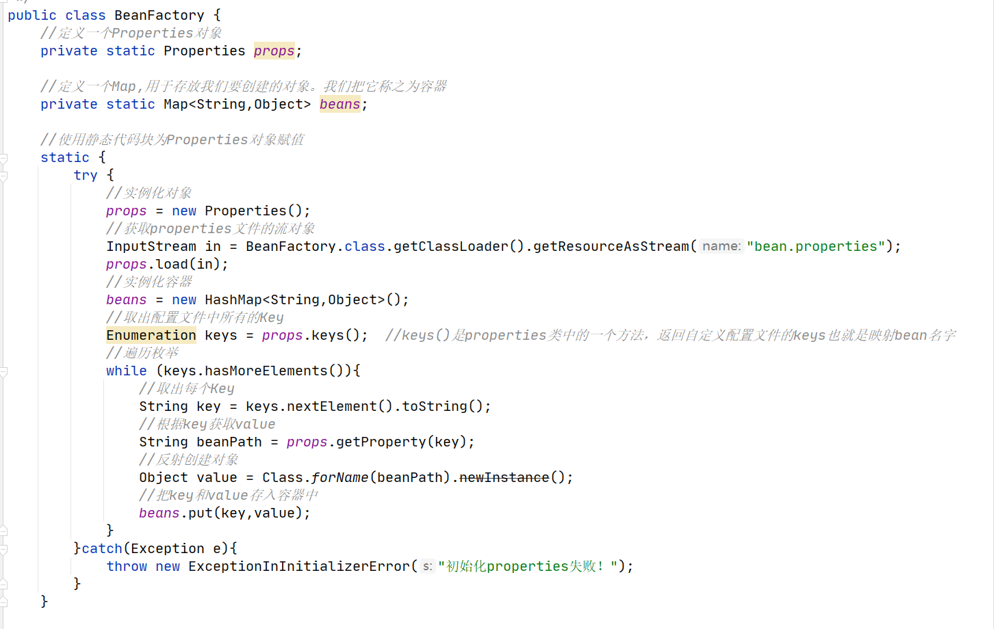 */
public class BeanFactory {
    //定义一个Properties对象
    private static Properties props;

    //定义一个Map,用于存放我们要创建的对象。我们把它称之为容器
    private static Map<String,Object> beans;

    //使用静态代码块为Properties对象赋值
    static {
        try {
            //实例化对象
            props = new Properties();
            //获取properties文件的流对象
            InputStream in = BeanFactory.class.getClassLoader().getResourceAsStream( name: "bean.properties");
            props.load(in);
            //实例化容器
            beans = new HashMap<String,Object>();
            //取出配置文件中所有的Key
            Enumeration keys = props.keys();  //keys()是properties类中的一个方法，返回自定义配置文件的keys也就是映射bean名字
            //遍历枚举
            while (keys.hasMoreElements()){
                //取出每个Key
                String key = keys.nextElement().toString();
                //根据key获取value
                String beanPath = props.getProperty(key);
                //反射创建对象
                Object value = Class.forName(beanPath).newInstance();
                //把key和value存入容器中
                beans.put(key,value);
            }
        }catch(Exception e){
            throw new ExceptionInInitializerError( s: "初始化properties失败！");
        }
    }